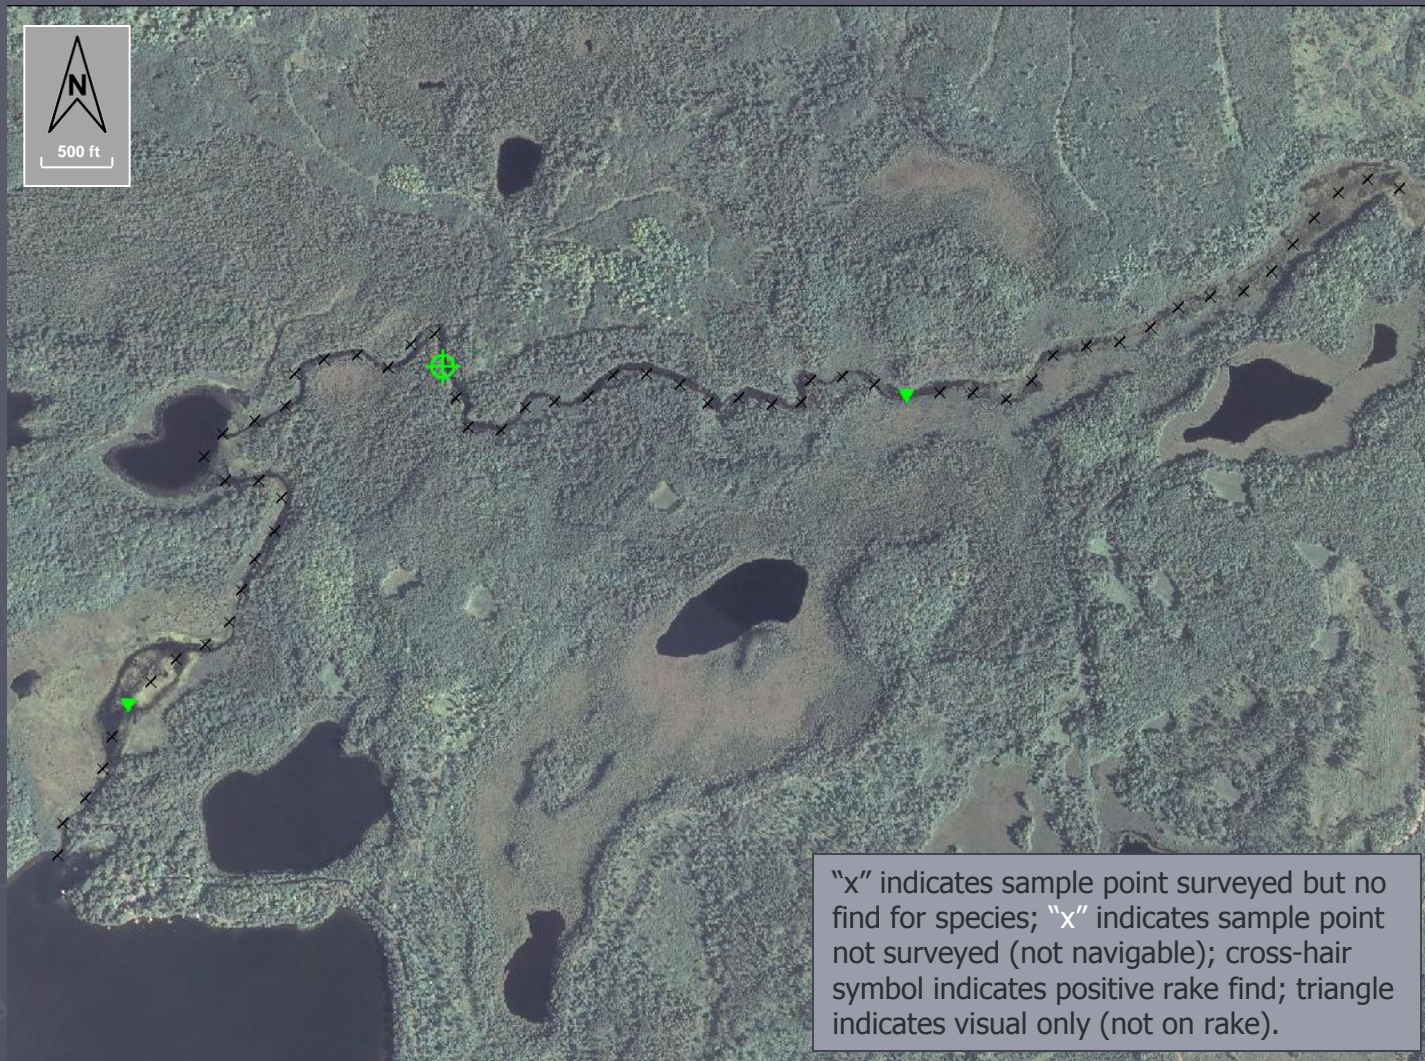 N
500 ft
“x” indicates sample point surveyed but no
find for species; “x” indicates sample point
not surveyed (not navigable); cross-hair
symbol indicates positive rake find; triangle
indicates visual only (not on rake).